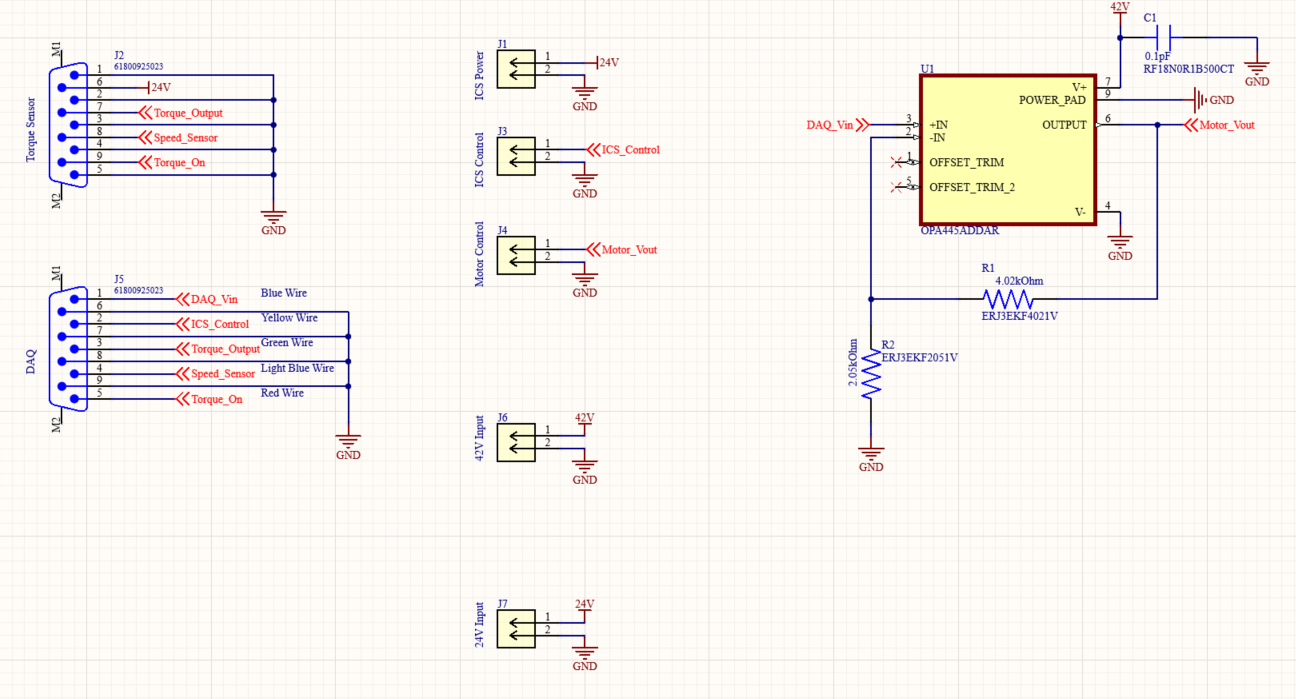 J2
61800925023
Torque Sensor
M1
1
6
24V
2
7
Torque_Output
3
8
Speed_Sensor
4
9
Torque_On
5
M2
GND
J5
61800925023
DAQ
M1
1
DAQ_Vin
Blue Wire
6
2
ICS_Control
Yellow Wire
7
3
Torque_Output
Green Wire
8
4
Speed_Sensor
Light Blue Wire
9
5
Torque_On
Red Wire
M2
GND
J1
ICS Power
1
24V
2
GND
J3
ICS Control
1
ICS_Control
2
GND
J4
Motor Control
1
Motor_Vout
2
GND
J6
42V Input
42V
1
2
GND
J7
24V Input
24V
1
2
GND
42V
C1
0.1pF
RF18N0R1B500CT
GND
U1
V+
7
POWER_PAD
9
GND
DAQ_Vin
3
+IN
OUTPUT
6
Motor_Vout
2
-IN
1
OFFSET_TRIM
5
OFFSET_TRIM_2
V-
4
GND
OPA445ADDAR
R1
4.02kOhm
ERJ3EKF4021V
R2
ERJ3EKF2051V
2.05kOhm
GND